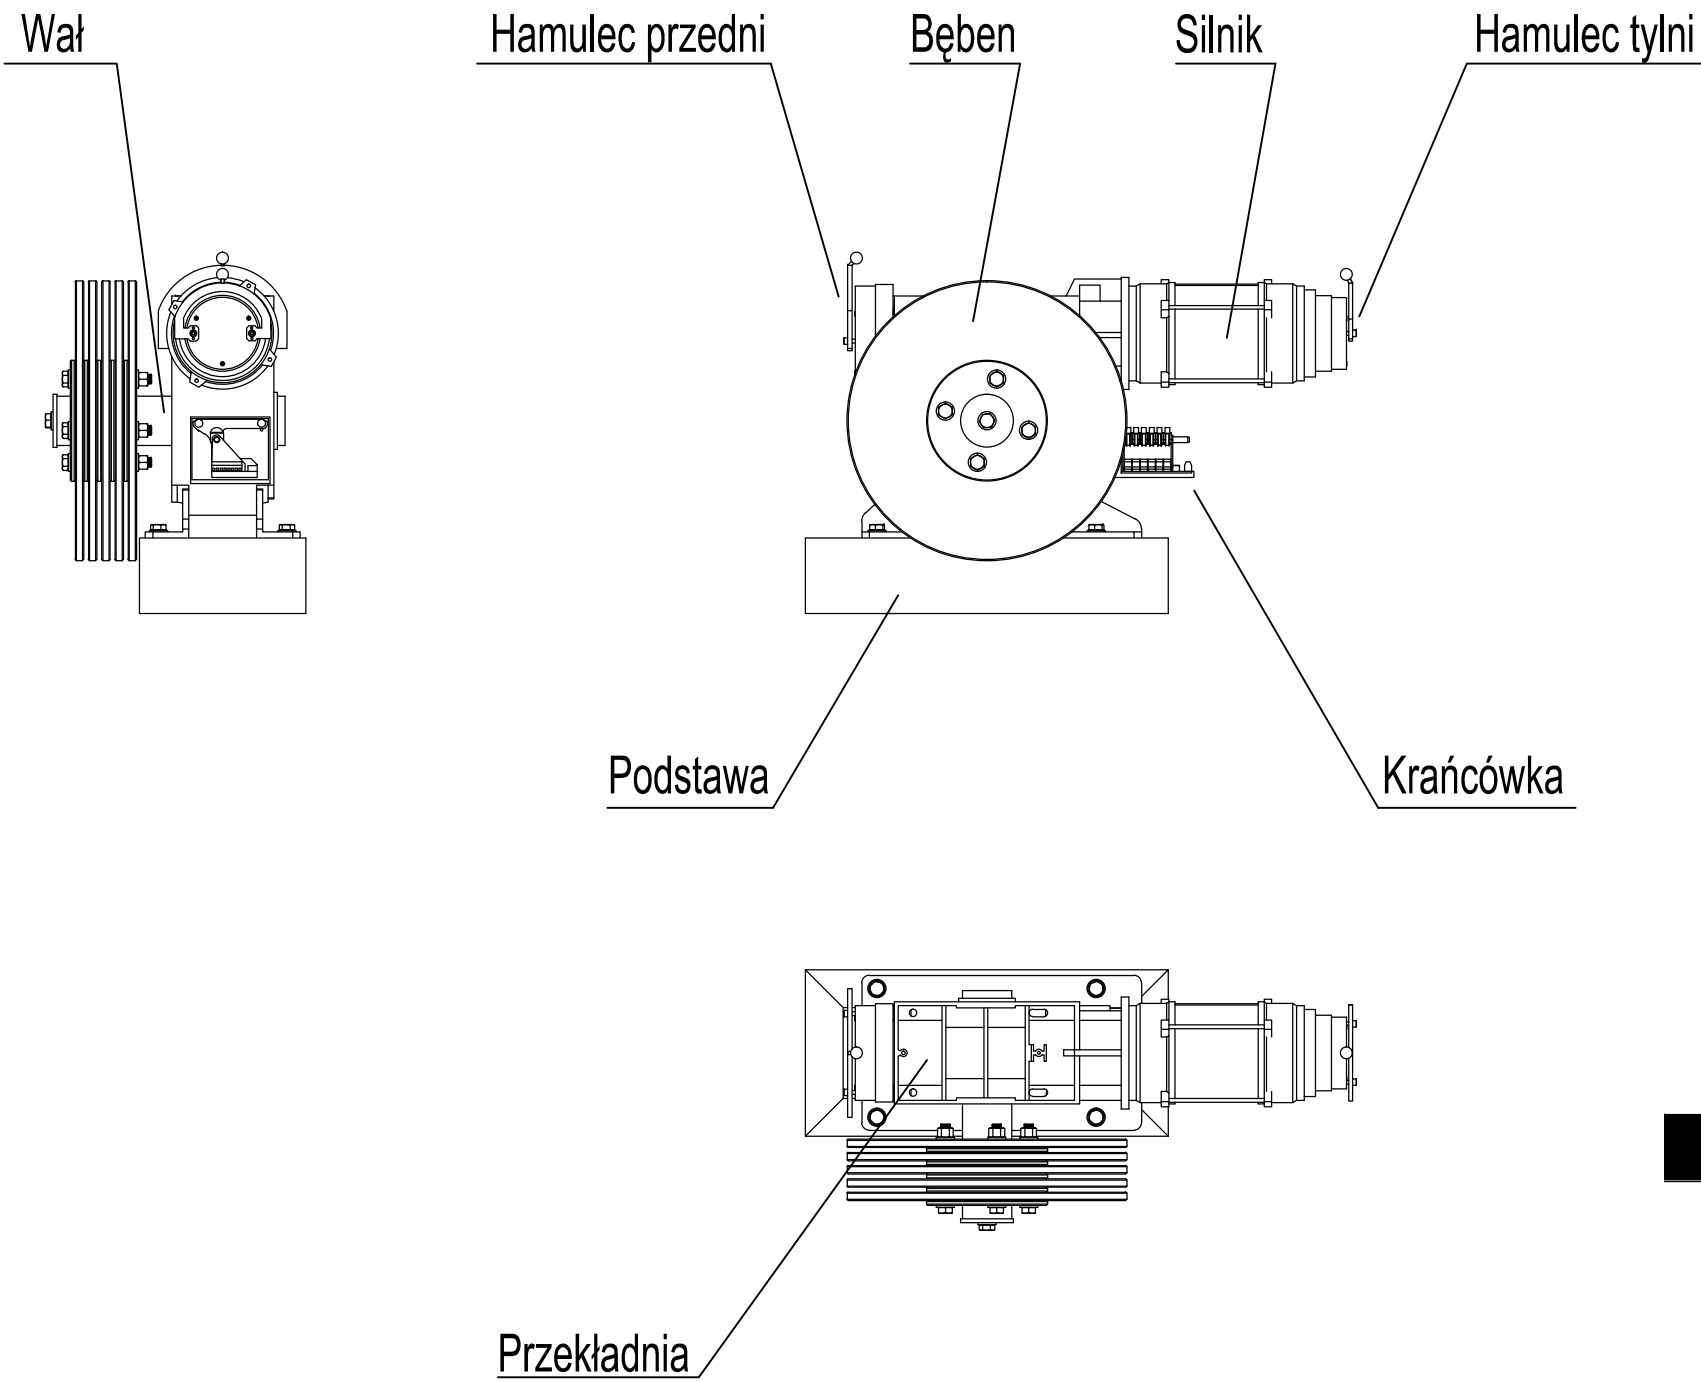 Wał
Hamulec przedni
Bęben
Silnik
Hamulec tylni
Podstawa
Krańcówka
Przekładnia